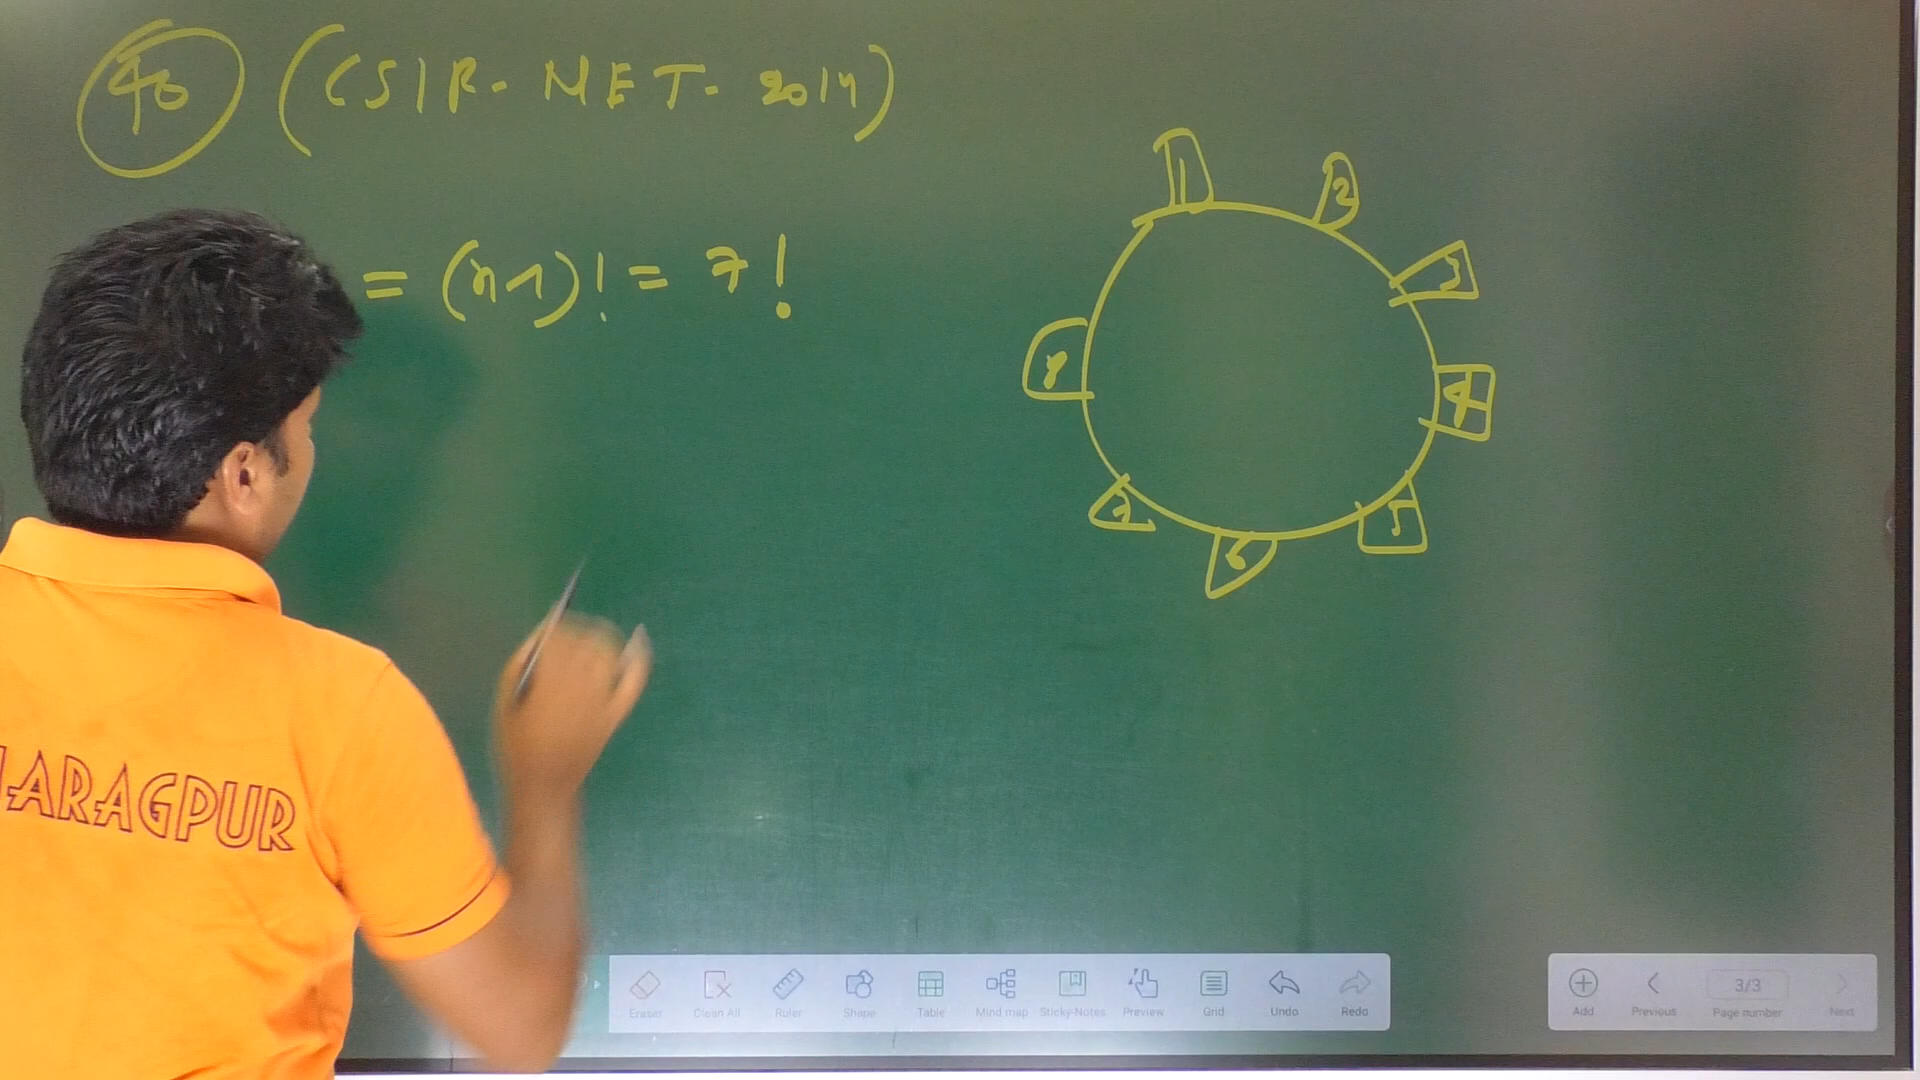 40 (CSIR-NET-2014)
= (n-1)! = 7!
1
2
3
4
5
6
7
8
HARAGPUR
Eraser
Clean All
Ruler
Shape
Table
Mind map
Sticky-Notes
Preview
Grid
Undo
Redo
Add
Previous
3/3
Page number
Next